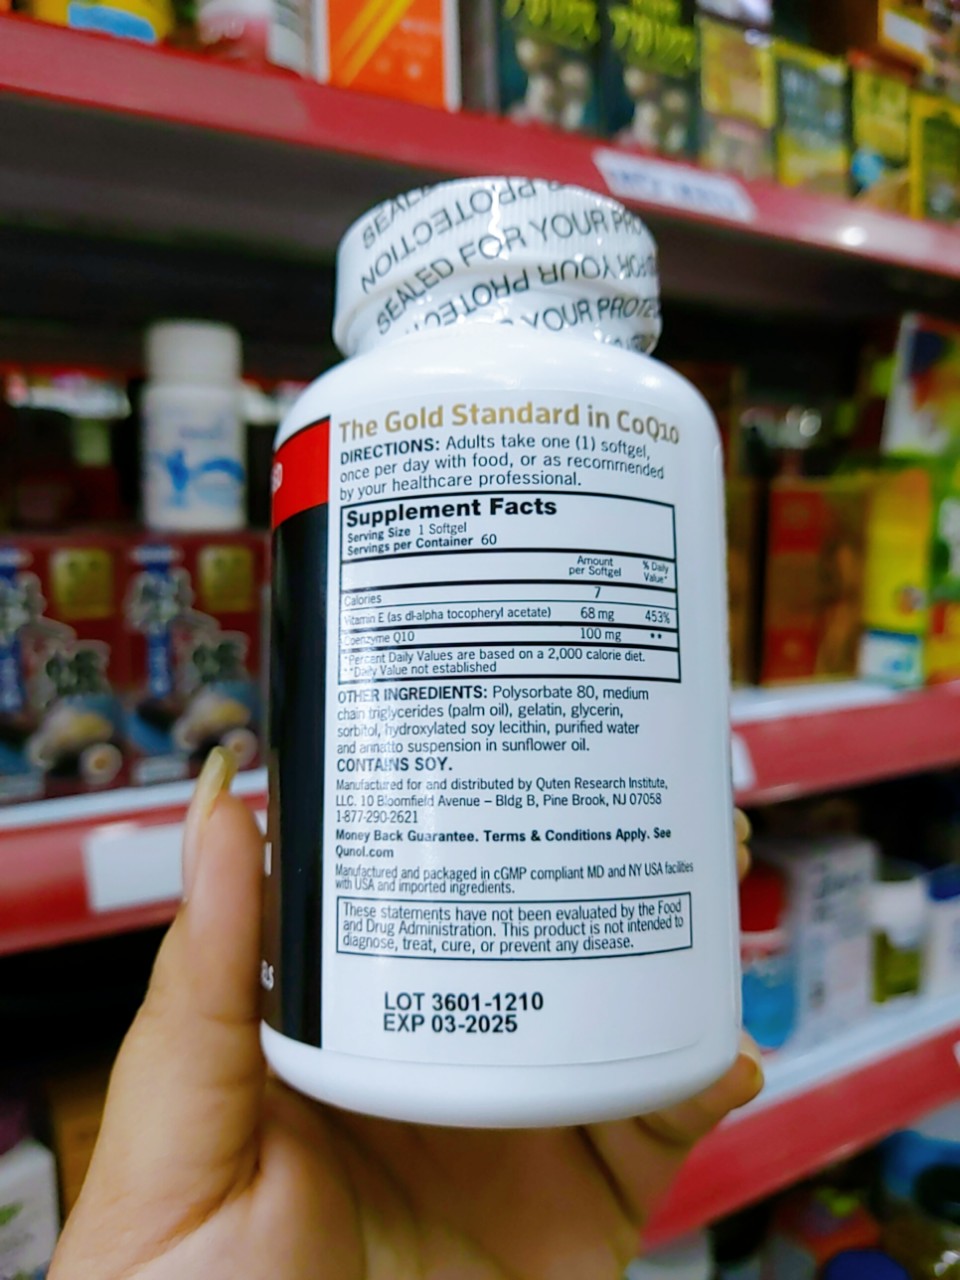 SEALED FOR YOUR PRO
YOUR PROTE
The Gold Standard in CoQ10
DIRECTIONS: Adults take one (1) softgel,
once per day with food, or as recommended
by your healthcare professional.
Supplement Facts
Serving Size 1 Softgel
Servings per Container 60
Amount
per Softgel
% Daily
Value*
Calories 7
Vitamin E (as dl-alpha tocopheryl acetate) 68 mg 453%
Coenzyme Q10 100 mg **
*Percent Daily Values are based on a 2,000 calorie diet.
**Daily Value not established
OTHER INGREDIENTS: Polysorbate 80, medium
chain triglycerides (palm oil), gelatin, glycerin,
sorbitol, hydroxylated soy lecithin, purified water
and annatto suspension in sunflower oil.
CONTAINS SOY.
Manufactured for and distributed by Quten Research Institute,
LLC. 10 Bloomfield Avenue – Bldg B, Pine Brook, NJ 07058
1-877-290-2621
Money Back Guarantee. Terms & Conditions Apply. See
Qunol.com
Manufactured and packaged in cGMP compliant MD and NY USA facilities
with USA and imported ingredients.
These statements have not been evaluated by the Food
and Drug Administration. This product is not intended to
diagnose, treat, cure, or prevent any disease.
LOT 3601-1210
EXP 03-2025